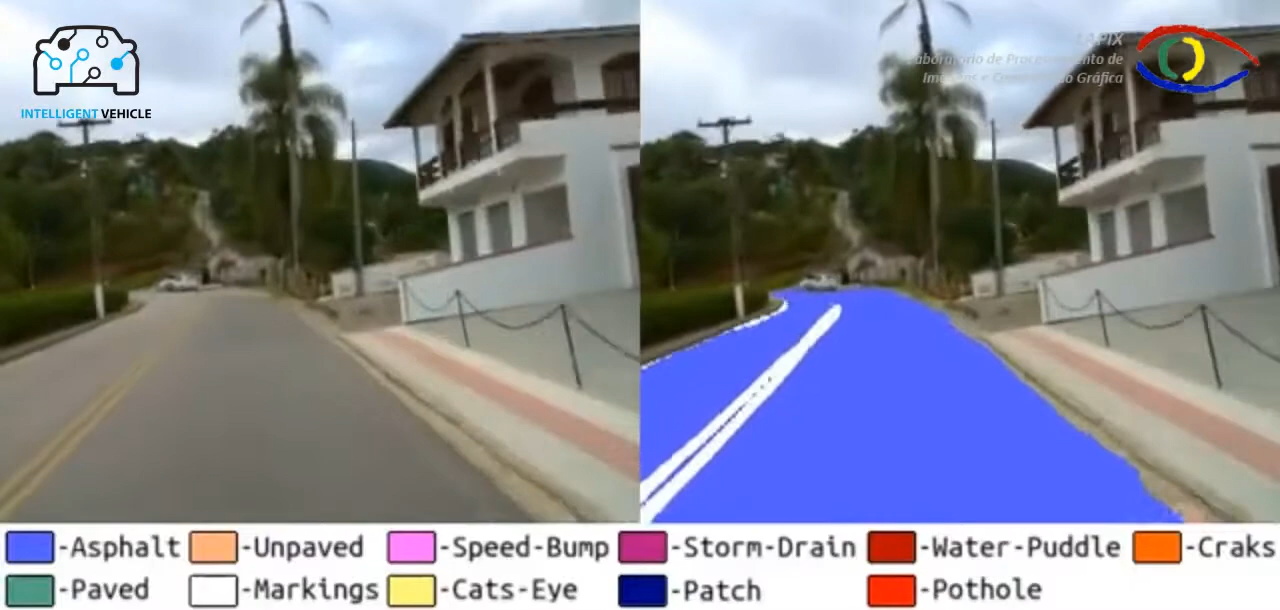 INTELLIGENT VEHICLE
LAPIX
Laboratório de Processamento de
Imagens e Computação Gráfica
-Asphalt -Unpaved -Speed-Bump -Storm-Drain -Water-Puddle -Craks
-Paved -Markings -Cats-Eye -Patch -Pothole